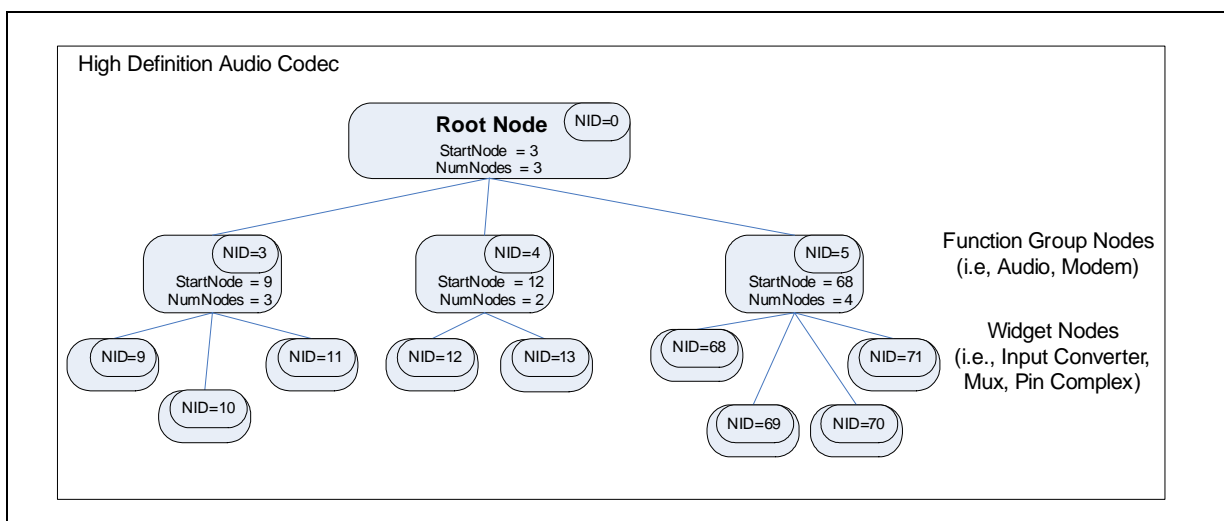 High Definition Audio Codec
Root Node
NID=0
StartNode = 3
NumNodes = 3
NID=3
StartNode = 9
NumNodes = 3
NID=4
StartNode = 12
NumNodes = 2
NID=5
StartNode = 68
NumNodes = 4
Function Group Nodes
(i.e, Audio, Modem)
NID=9
NID=10
NID=11
NID=12
NID=13
NID=68
NID=69
NID=70
NID=71
Widget Nodes
(i.e., Input Converter,
Mux, Pin Complex)